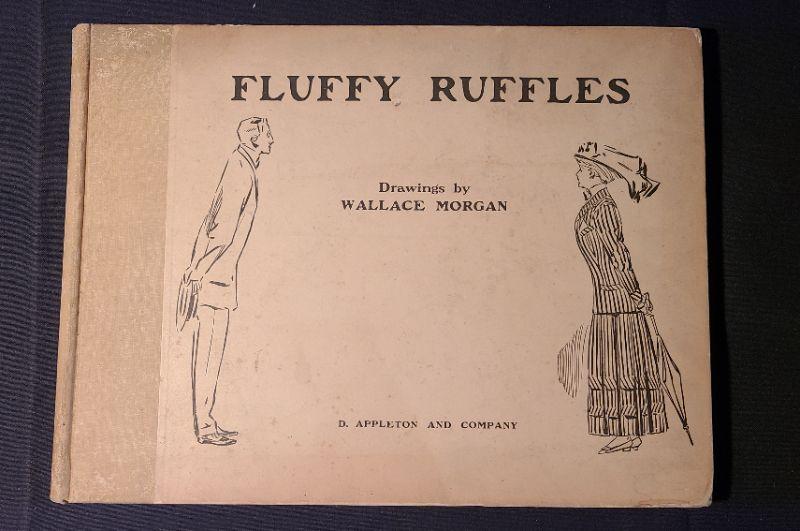 FLUFFY RUFFLES
Drawings by
WALLACE MORGAN
D. APPLETON AND COMPANY